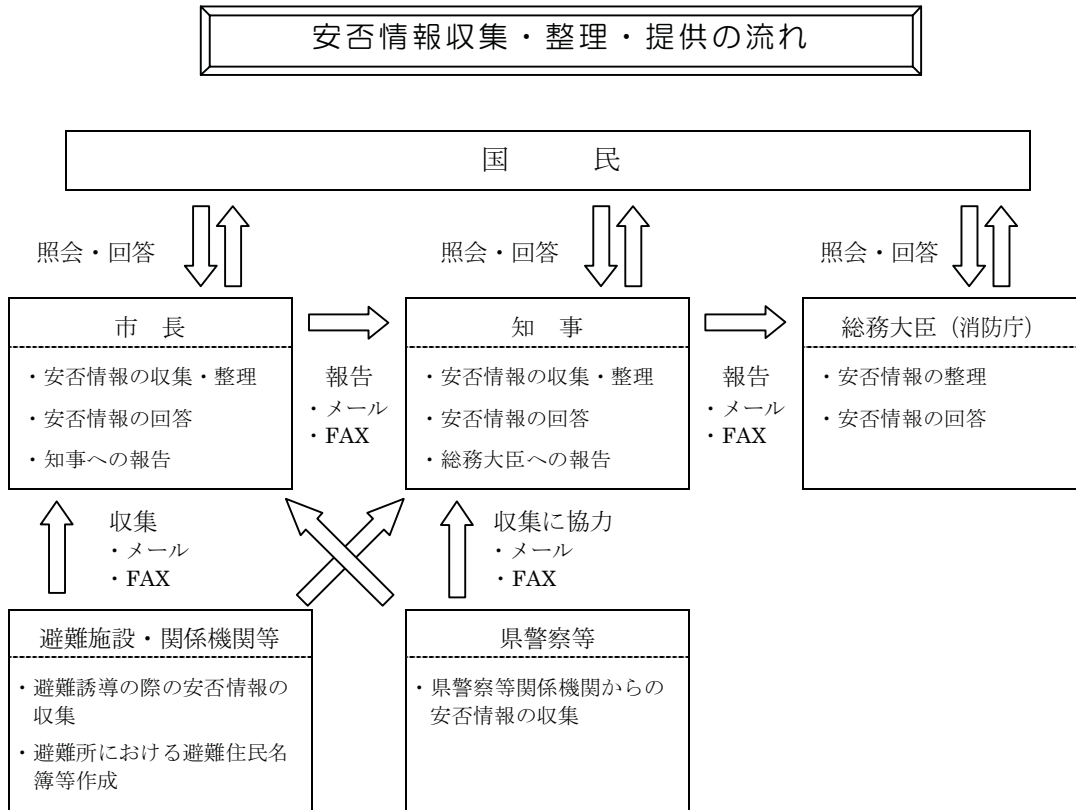 安否情報収集・整理・提供の流れ
国　　民
照会・回答
照会・回答
照会・回答
市　長
・安否情報の収集・整理
・安否情報の回答
・知事への報告
報告
・メール
・FAX
知　事
・安否情報の収集・整理
・安否情報の回答
・総務大臣への報告
報告
・メール
・FAX
総務大臣（消防庁）
・安否情報の整理
・安否情報の回答
収集
・メール
・FAX
収集に協力
・メール
・FAX
避難施設・関係機関等
・避難誘導の際の安否情報の
収集
・避難所における避難住民名
簿等作成
県警察等
・県警察等関係機関からの
安否情報の収集